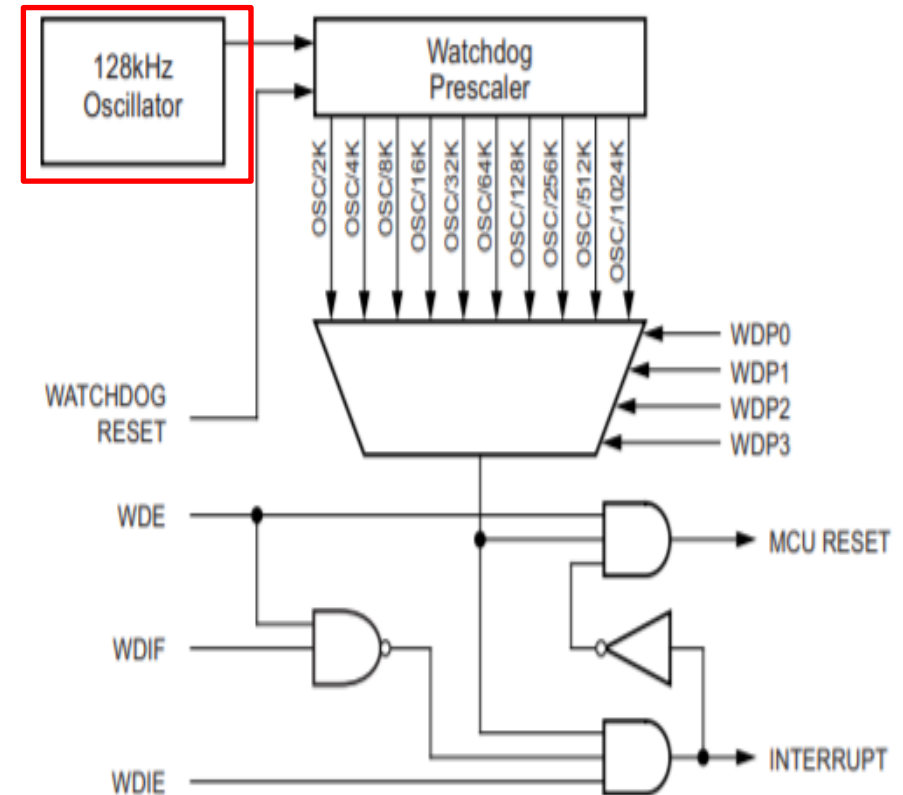 128kHz
Oscillator
Watchdog
Prescaler
OSC/2K
OSC/4K
OSC/8K
OSC/16K
OSC/32K
OSC/64K
OSC/128K
OSC/256K
OSC/512K
OSC/1024K
WDP0
WDP1
WDP2
WDP3
WATCHDOG
RESET
WDE
MCU RESET
WDIF
INTERRUPT
WDIE